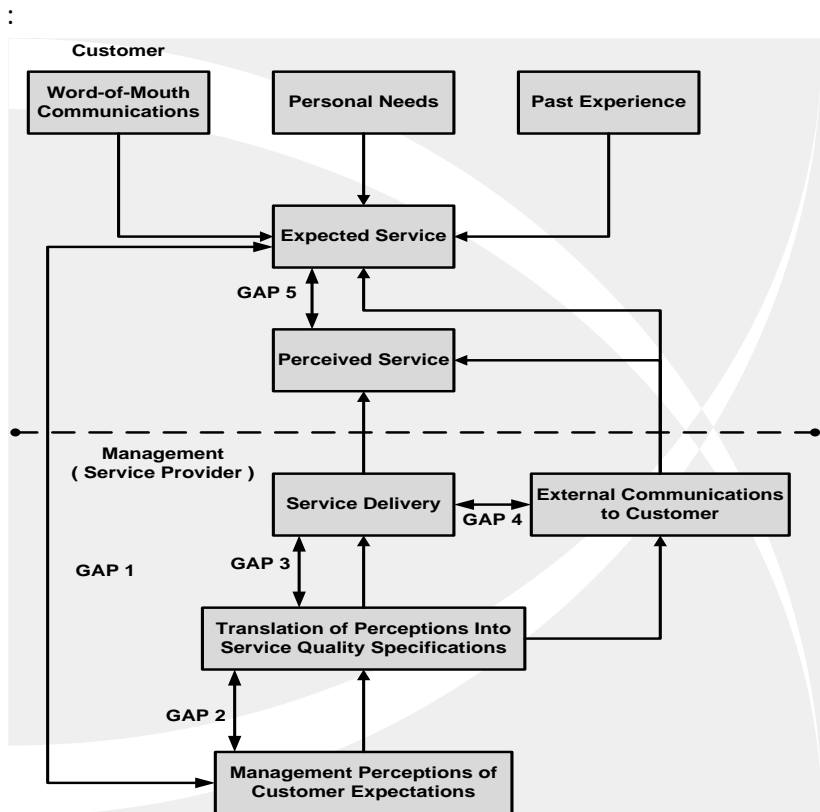 :
Customer
Word-of-Mouth
Communications
Personal Needs
Past Experience
Expected Service
GAP 5
Perceived Service
Management
( Service Provider )
Service Delivery
GAP 4
External Communications
to Customer
GAP 3
GAP 1
Translation of Perceptions Into
Service Quality Specifications
GAP 2
Management Perceptions of
Customer Expectations